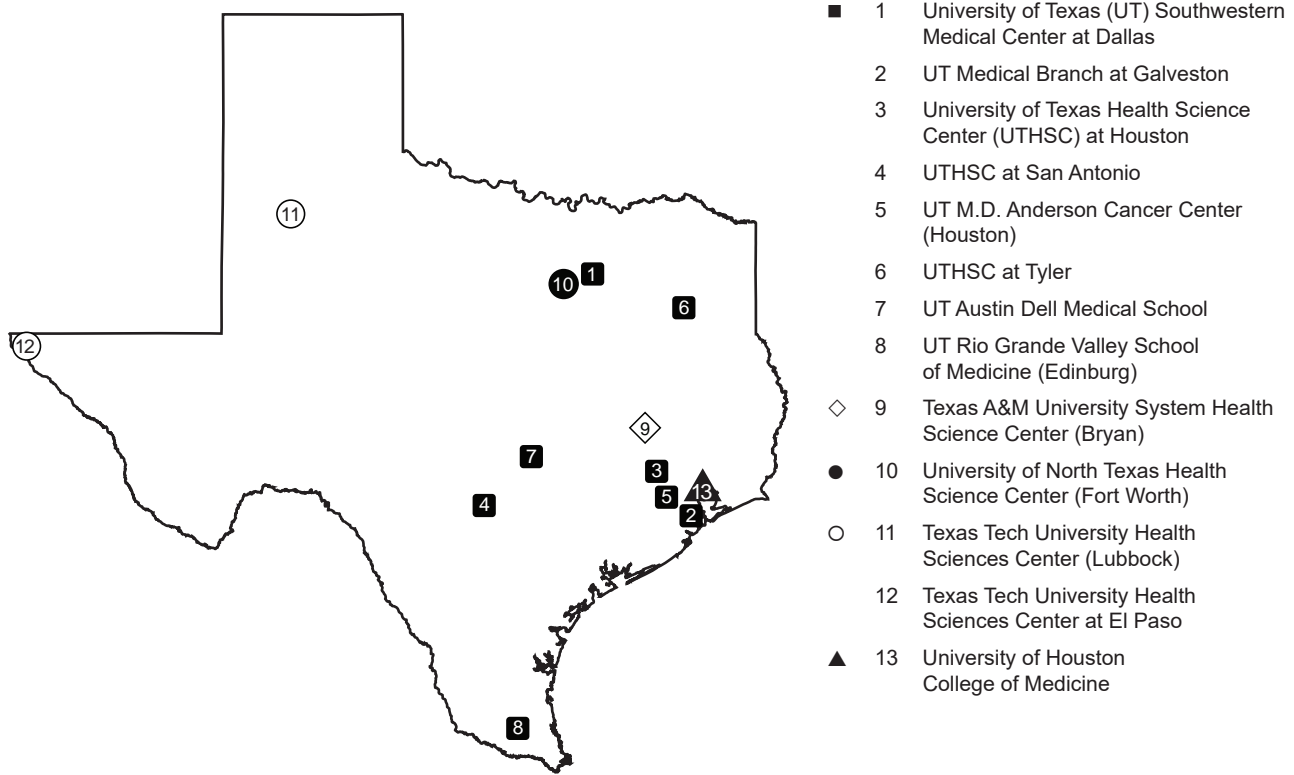 11
12
10
1
6
9
7
3
13
5
4
2
8
1 University of Texas (UT) Southwestern
Medical Center at Dallas
2 UT Medical Branch at Galveston
3 University of Texas Health Science
Center (UTHSC) at Houston
4 UTHSC at San Antonio
5 UT M.D. Anderson Cancer Center
(Houston)
6 UTHSC at Tyler
7 UT Austin Dell Medical School
8 UT Rio Grande Valley School
of Medicine (Edinburg)
9 Texas A&M University System Health
Science Center (Bryan)
10 University of North Texas Health
Science Center (Fort Worth)
11 Texas Tech University Health
Sciences Center (Lubbock)
12 Texas Tech University Health
Sciences Center at El Paso
13 University of Houston
College of Medicine